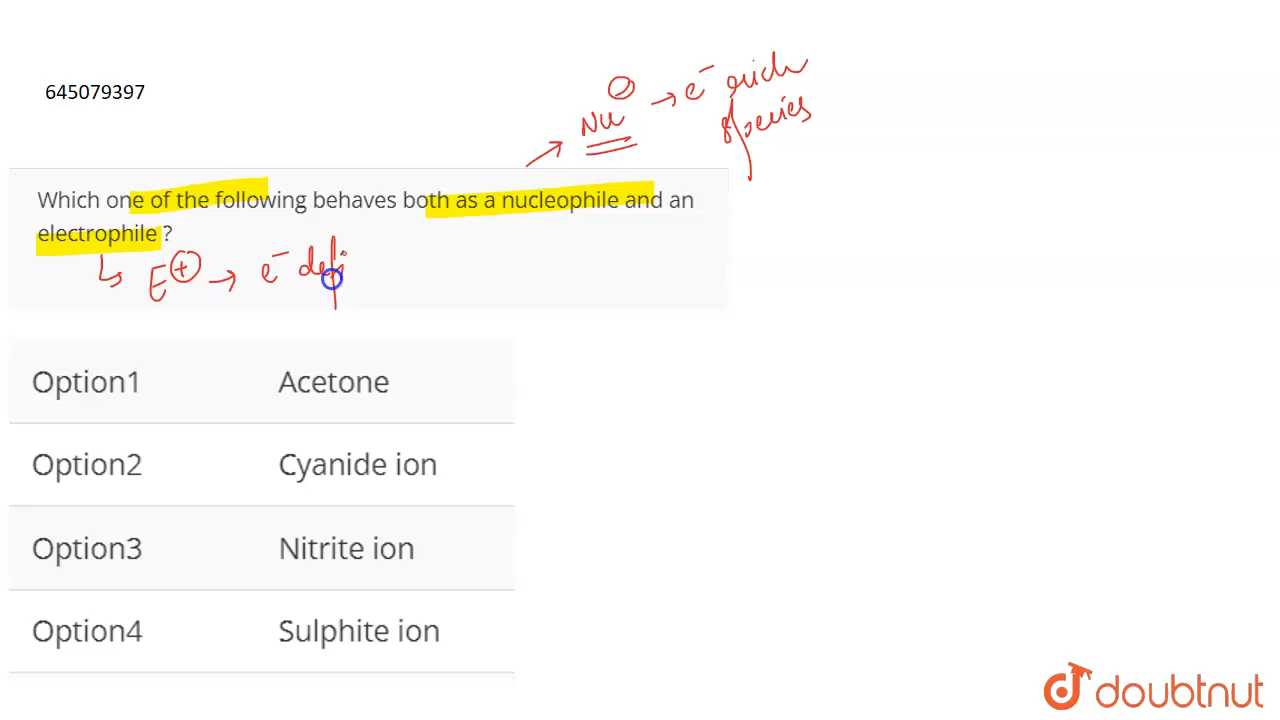 645079397
Nu⊖ → e⁻ rich
species
Which one of the following behaves both as a nucleophile and an
electrophile ?
E⊕ → e⁻ defi
Option1 Acetone
Option2 Cyanide ion
Option3 Nitrite ion
Option4 Sulphite ion
doubtnut